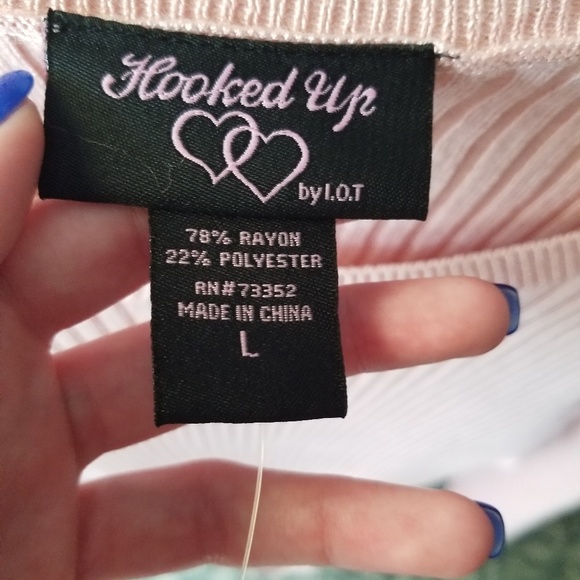 Hooked Up
by I.O.T
78% RAYON
22% POLYESTER
RN#73352
MADE IN CHINA
L